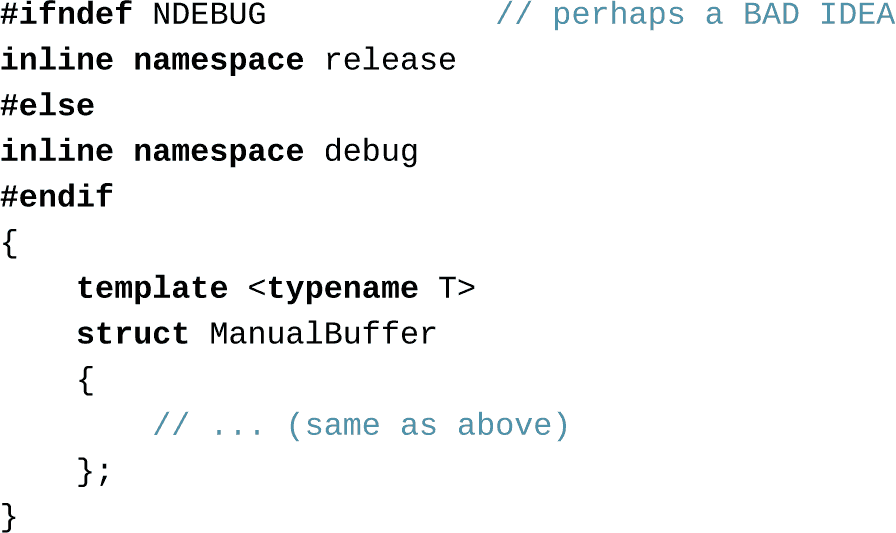 #ifndef NDEBUG            // perhaps a BAD IDEA
inline namespace release
#else
inline namespace debug
#endif
{
    template <typename T>
    struct ManualBuffer
    {
        // ... (same as above)
    };
}